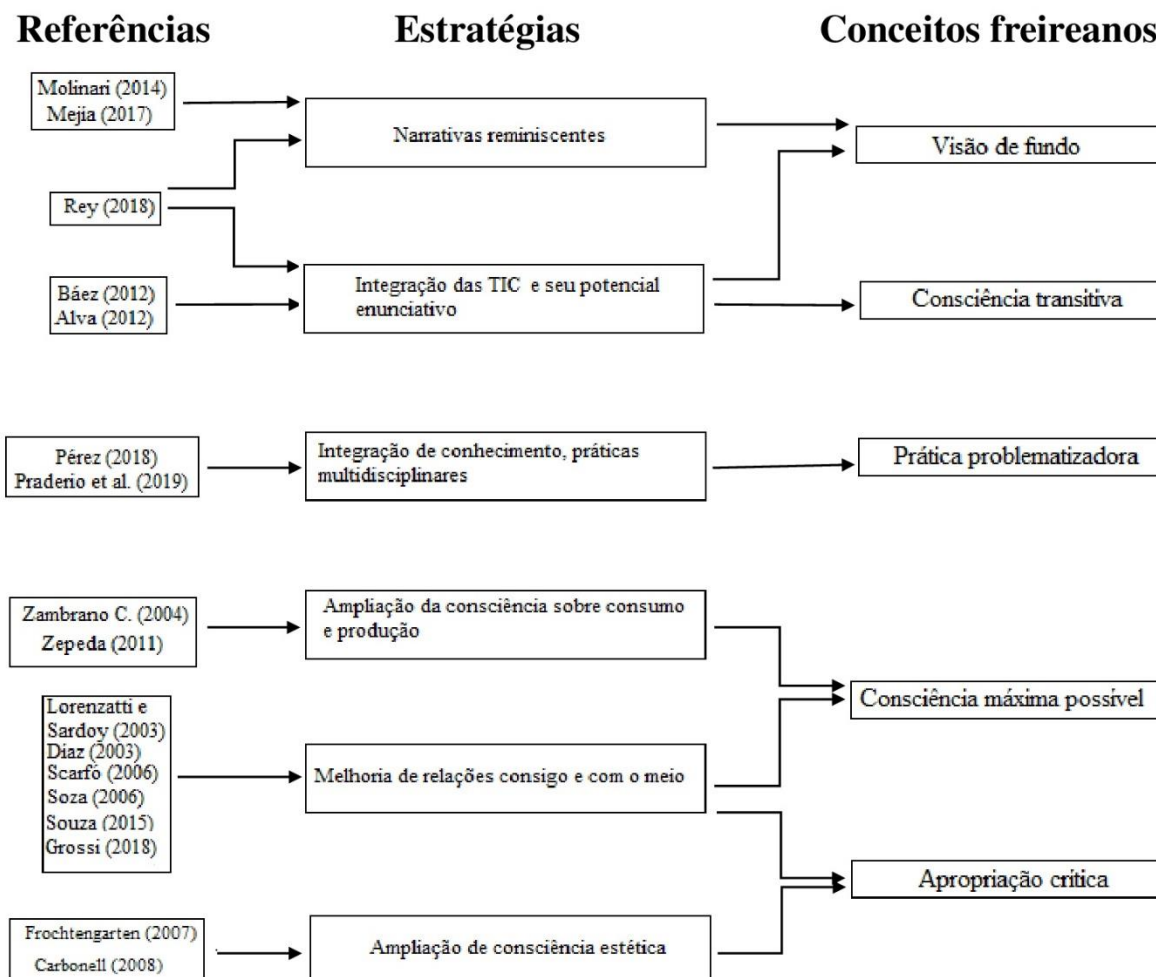 Referências
Estratégias
Conceitos freireanos
Molinari (2014)
Mejia (2017)
Narrativas reminiscentes
Visão de fundo
Rey (2018)
Báez (2012)
Alva (2012)
Integração das TIC e seu potencial
enunciativo
Consciência transitiva
Pérez (2018)
Praderio et al. (2019)
Integração de conhecimento, práticas
multidisciplinares
Prática problematizadora
Zambrano C. (2004)
Zepeda (2011)
Ampliação da consciência sobre consumo
e produção
Consciência máxima possível
Lorenzatti e
Sardoy (2003)
Díaz (2003)
Scarfó (2006)
Soza (2006)
Souza (2015)
Grossi (2018)
Melhoria de relações consigo e com o meio
Apropriação crítica
Frochtengarten (2007)
Carbonell (2008)
Ampliação de consciência estética